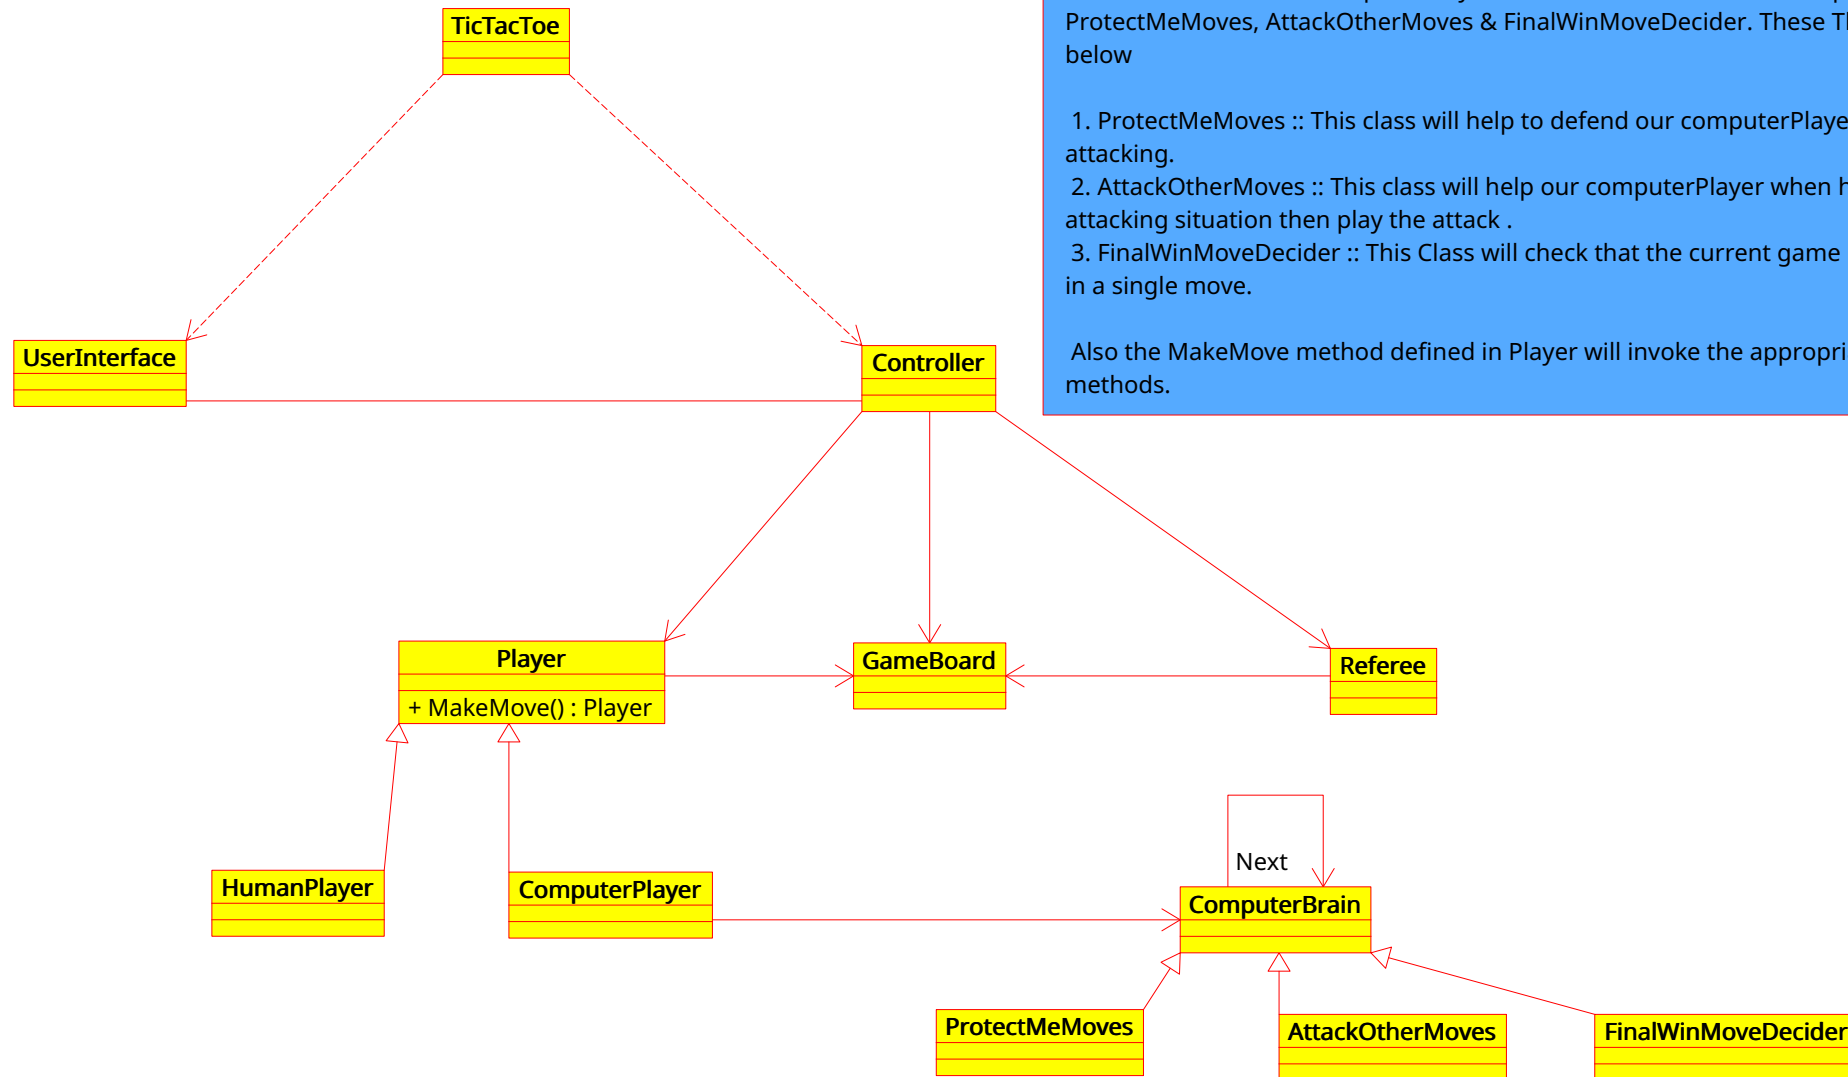 TicTacToe
ProtectMeMoves, AttackOtherMoves & FinalWinMoveDecider. These
below
1. ProtectMeMoves :: This class will help to defend our
attacking.
2. AttackOtherMoves :: This class will help our computerPlayer when
attacking situation then play the attack .
3. FinalWinMoveDecider :: This Class will check that the current game
in a single move.
Also the MakeMove method defined in Player will invoke the
methods.
UserInterface
Controller
Player
+ MakeMove() : Player
GameBoard
Referee
Next
HumanPlayer
ComputerPlayer
ComputerBrain
ProtectMeMoves
AttackOtherMoves
FinalWinMoveDecider